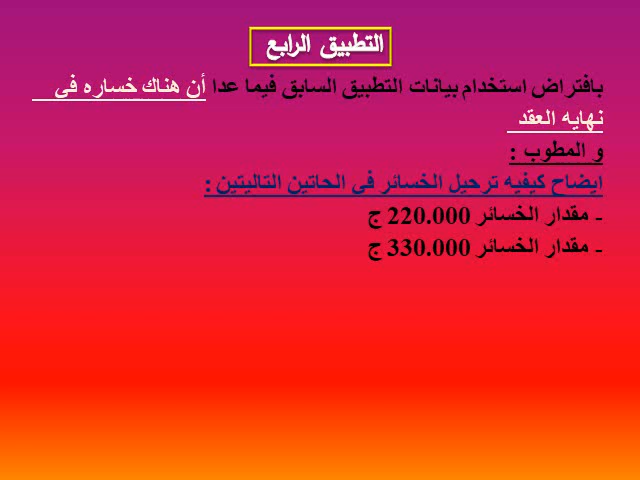 التطبيق الرابع
بافتراض استخدام بيانات التطبيق السابق فيما عدا أن هناك خساره فى
نهايه العقد
و المطوب :
ايضاح كيفيه ترحيل الخسائر فى الحاتين التاليتين :
- مقدار الخسائر 220.000 ج
- مقدار الخسائر 330.000 ج